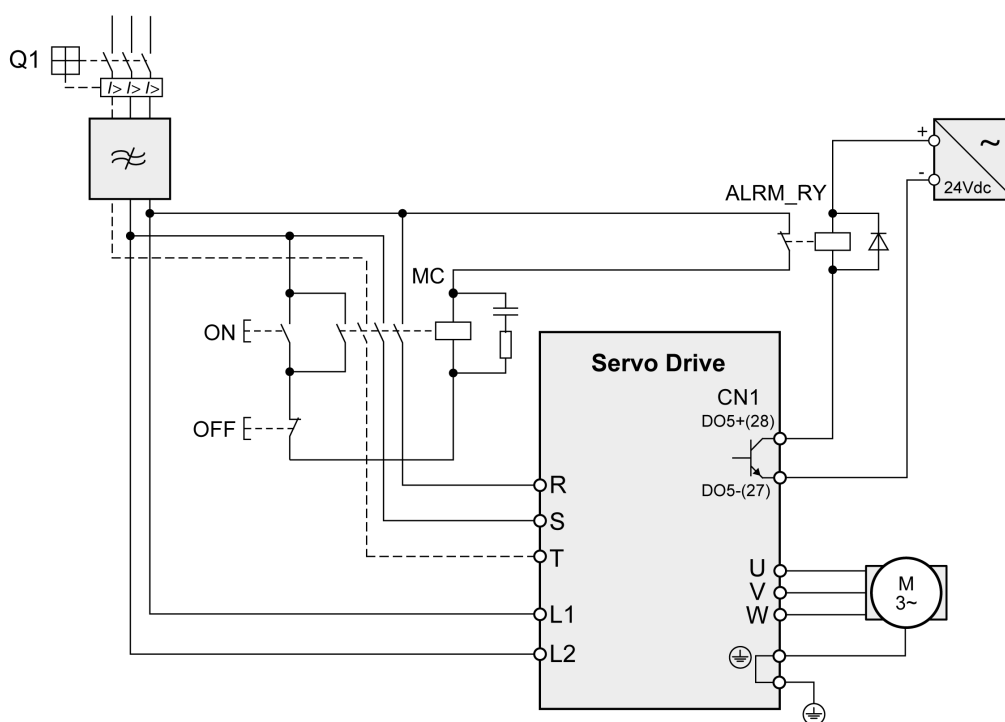 Q1
I> I> I>
+
~
-
24Vdc
ALRM_RY
MC
ON
OFF
Servo Drive
CN1
DO5+(28)
DO5-(27)
R
S
T
L1
L2
U
V
W
M
3~